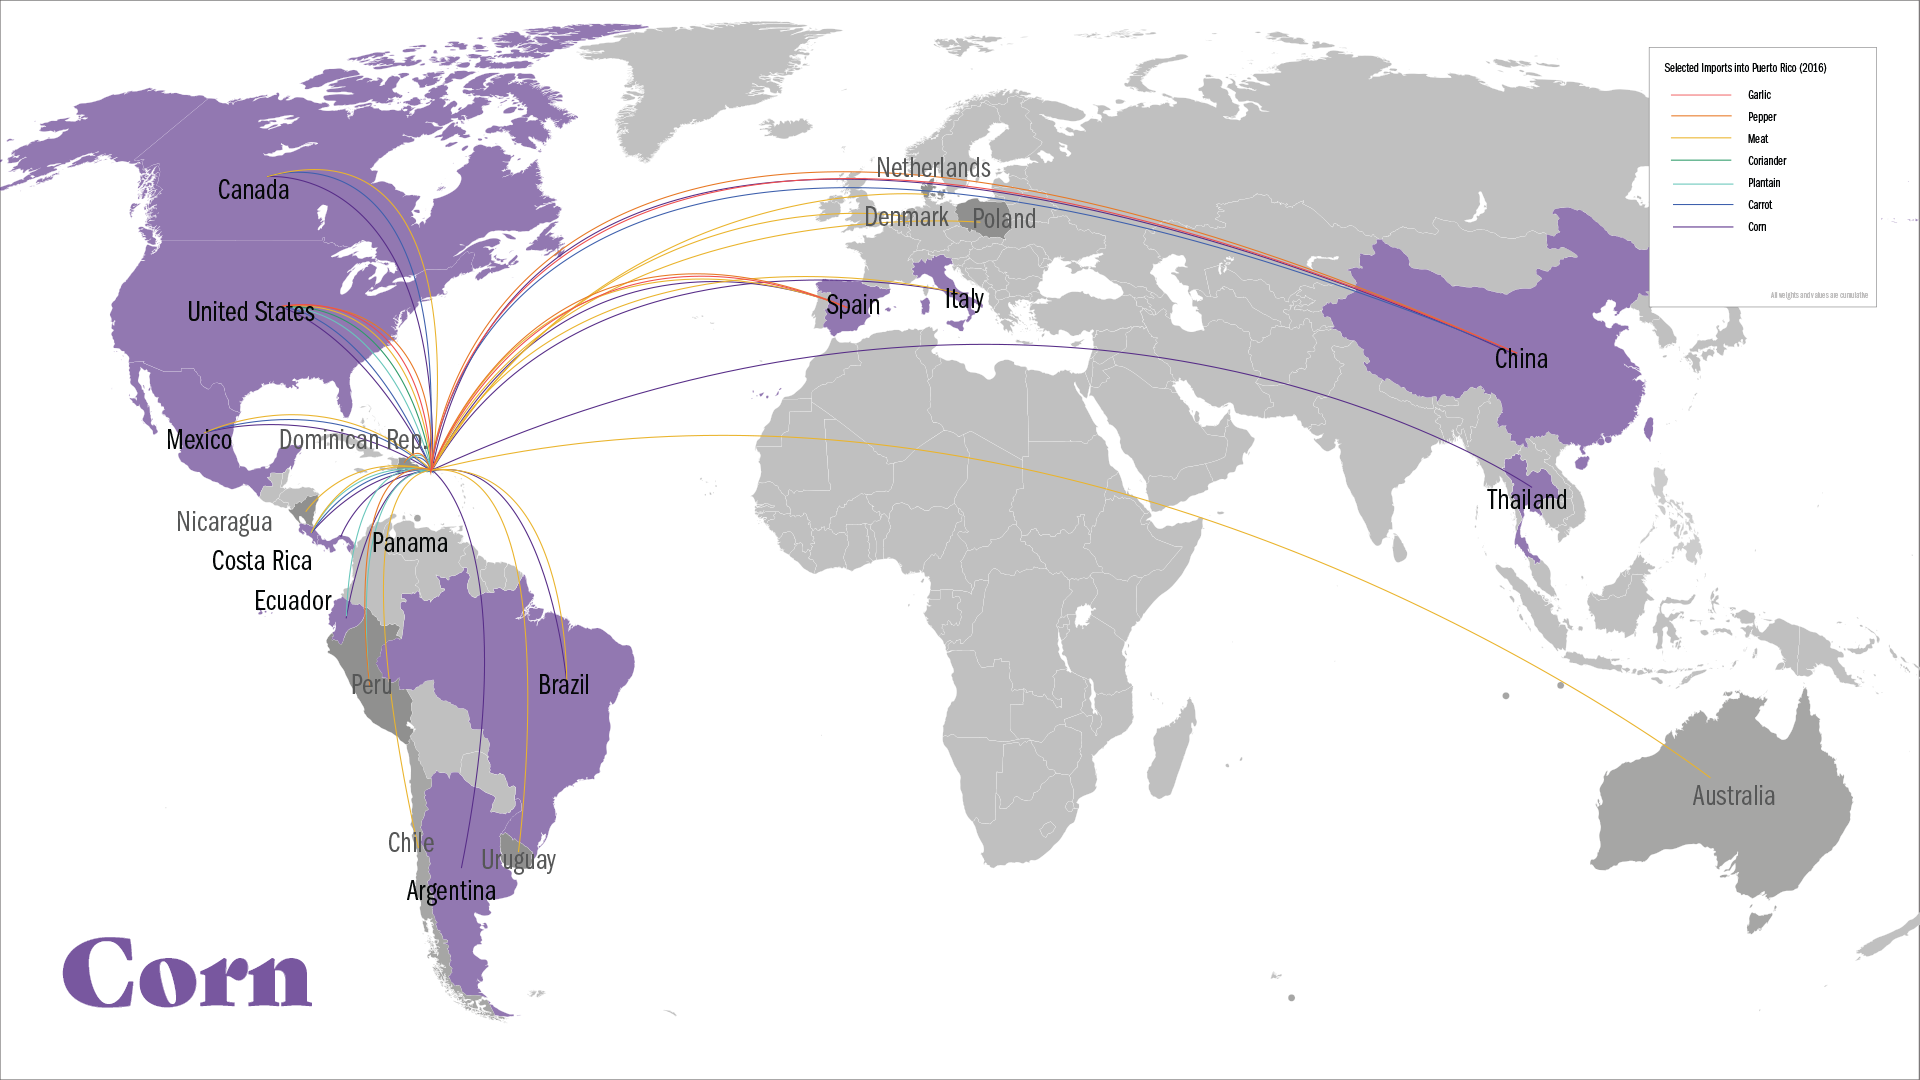 Selected Imports into Puerto Rico (2016)
Garlic
Pepper
Meat
Coriander
Plantain
Carrot
Corn
All weights and values are cumulative
Netherlands
Canada
Denmark
Poland
United States
Spain
Italy
China
Mexico
Dominican Rep.
Thailand
Nicaragua
Panama
Costa Rica
Ecuador
Peru
Brazil
Australia
Chile
Uruguay
Argentina
Corn